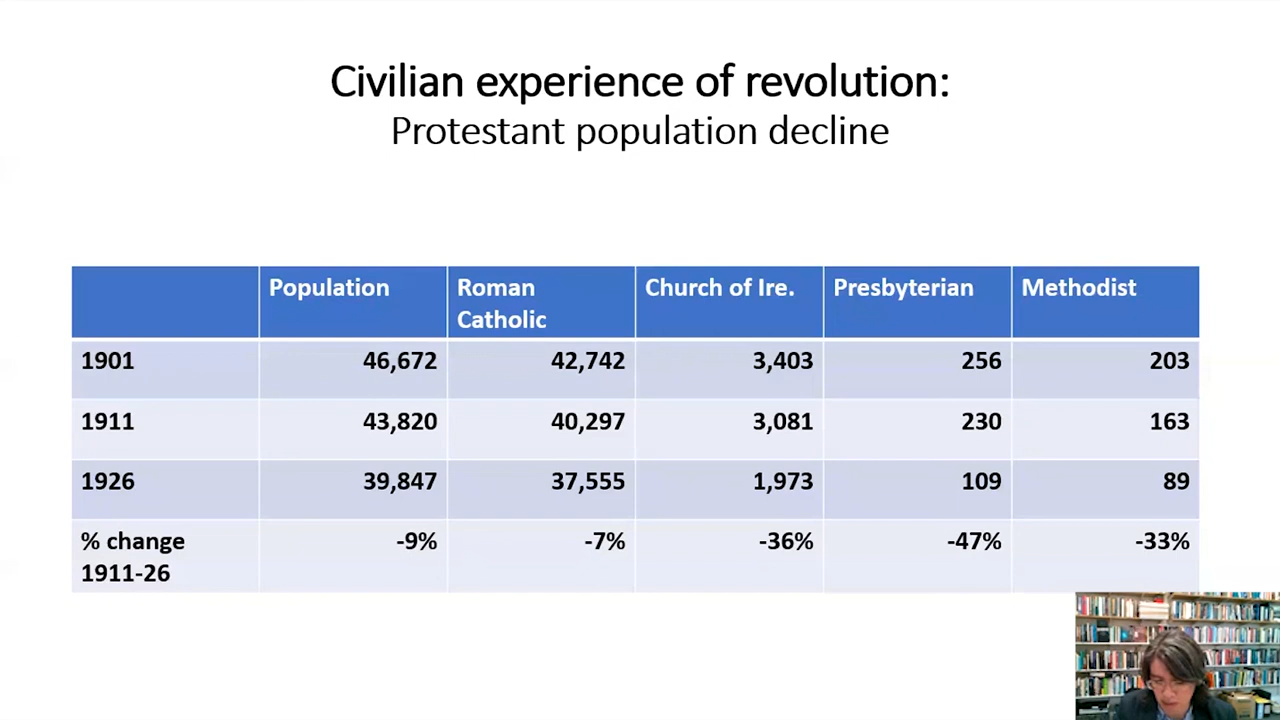 Civilian experience of revolution:
Protestant population decline
Population Roman Catholic Church of Ire. Presbyterian Methodist
1901 46,672 42,742 3,403 256 203
1911 43,820 40,297 3,081 230 163
1926 39,847 37,555 1,973 109 89
% change 1911-26 -9% -7% -36% -47% -33%